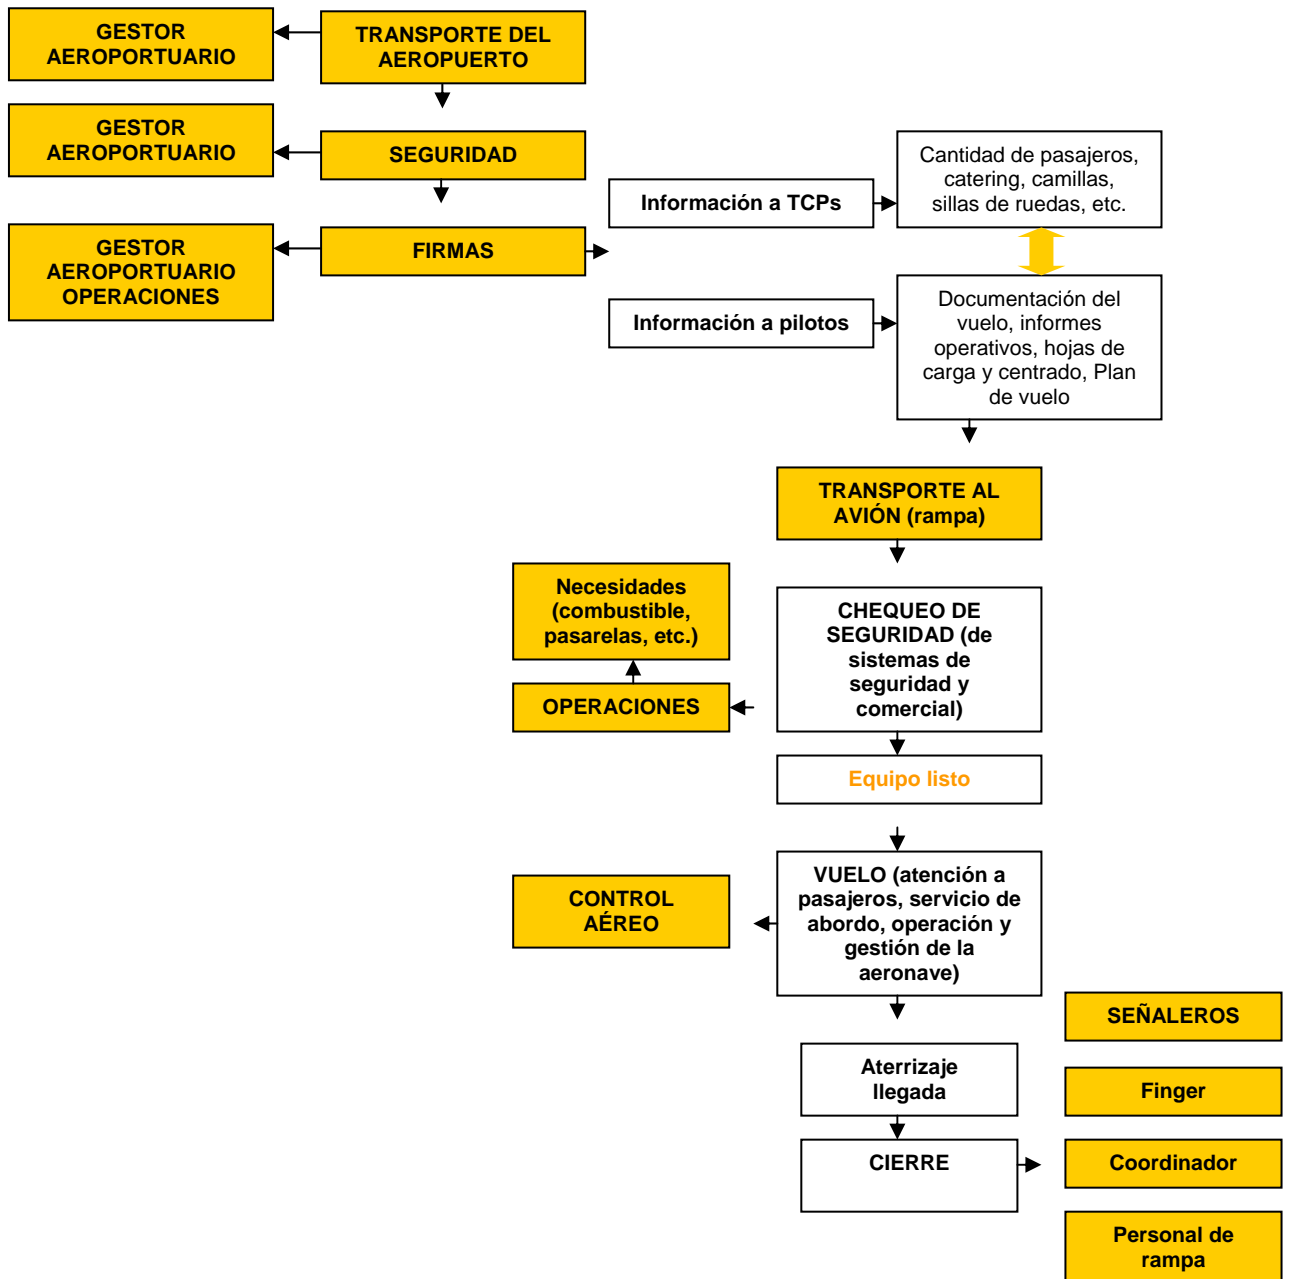 GESTOR
AEROPORTUARIO
TRANSPORTE DEL
AEROPUERTO
GESTOR
AEROPORTUARIO
SEGURIDAD
GESTOR
AEROPORTUARIO
OPERACIONES
FIRMAS
Información a TCPs
Cantidad de pasajeros,
catering, camillas,
sillas de ruedas, etc.
Información a pilotos
Documentación del
vuelo, informes
operativos, hojas de
carga y centrado, Plan
de vuelo
TRANSPORTE AL
AVIÓN (rampa)
Necesidades
(combustible,
pasarelas, etc.)
OPERACIONES
CHEQUEO DE
SEGURIDAD (de
sistemas de
seguridad y
comercial)
Equipo listo
CONTROL
AÉREO
VUELO (atención a
pasajeros, servicio de
abordo, operación y
gestión de la
aeronave)
SEÑALEROS
Aterrizaje
llegada
Finger
CIERRE
Coordinador
Personal de
rampa